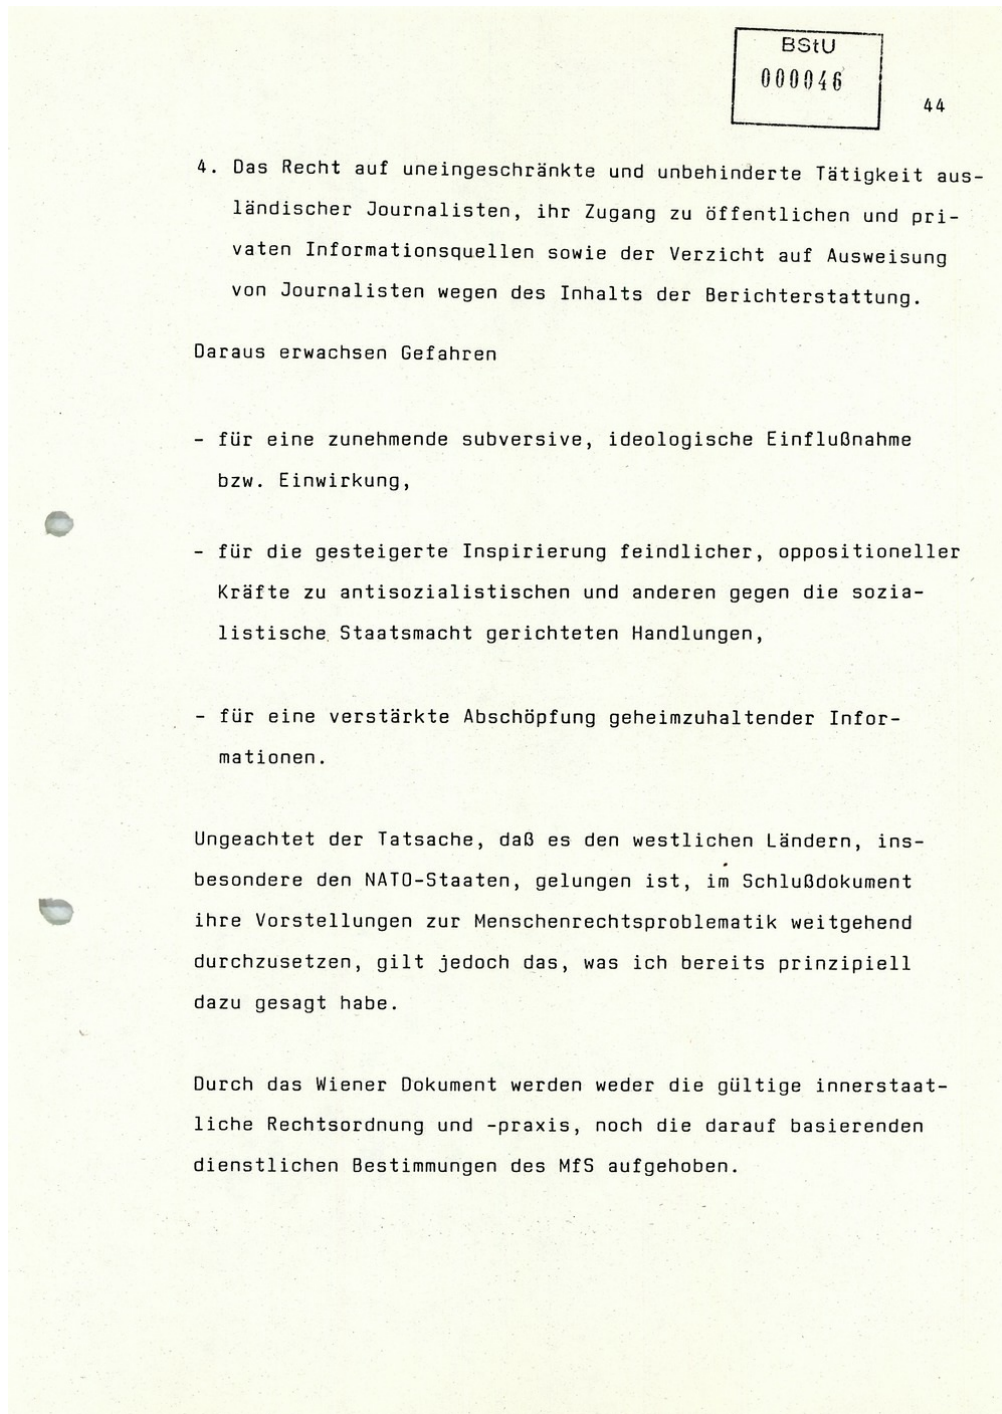 BStU
000046
44
4. Das Recht auf uneingeschränkte und unbehinderte Tätigkeit aus-
ländischer Journalisten, ihr Zugang zu öffentlichen und pri-
vaten Informationsquellen sowie der Verzicht auf Ausweisung
von Journalisten wegen des Inhalts der Berichterstattung.
Daraus erwachsen Gefahren
- für eine zunehmende subversive, ideologische Einflußnahme
bzw. Einwirkung,
- für die gesteigerte Inspirierung feindlicher, oppositioneller
Kräfte zu antisozialistischen und anderen gegen die sozia-
listische Staatsmacht gerichteten Handlungen,
- für eine verstärkte Abschöpfung geheimzuhaltender Infor-
mationen.
Ungeachtet der Tatsache, daß es den westlichen Ländern, ins-
besondere den NATO-Staaten, gelungen ist, im Schlußdokument
ihre Vorstellungen zur Menschenrechtsproblematik weitgehend
durchzusetzen, gilt jedoch das, was ich bereits prinzipiell
dazu gesagt habe.
Durch das Wiener Dokument werden weder die gültige innerstaat-
liche Rechtsordnung und -praxis, noch die darauf basierenden
dienstlichen Bestimmungen des MfS aufgehoben.